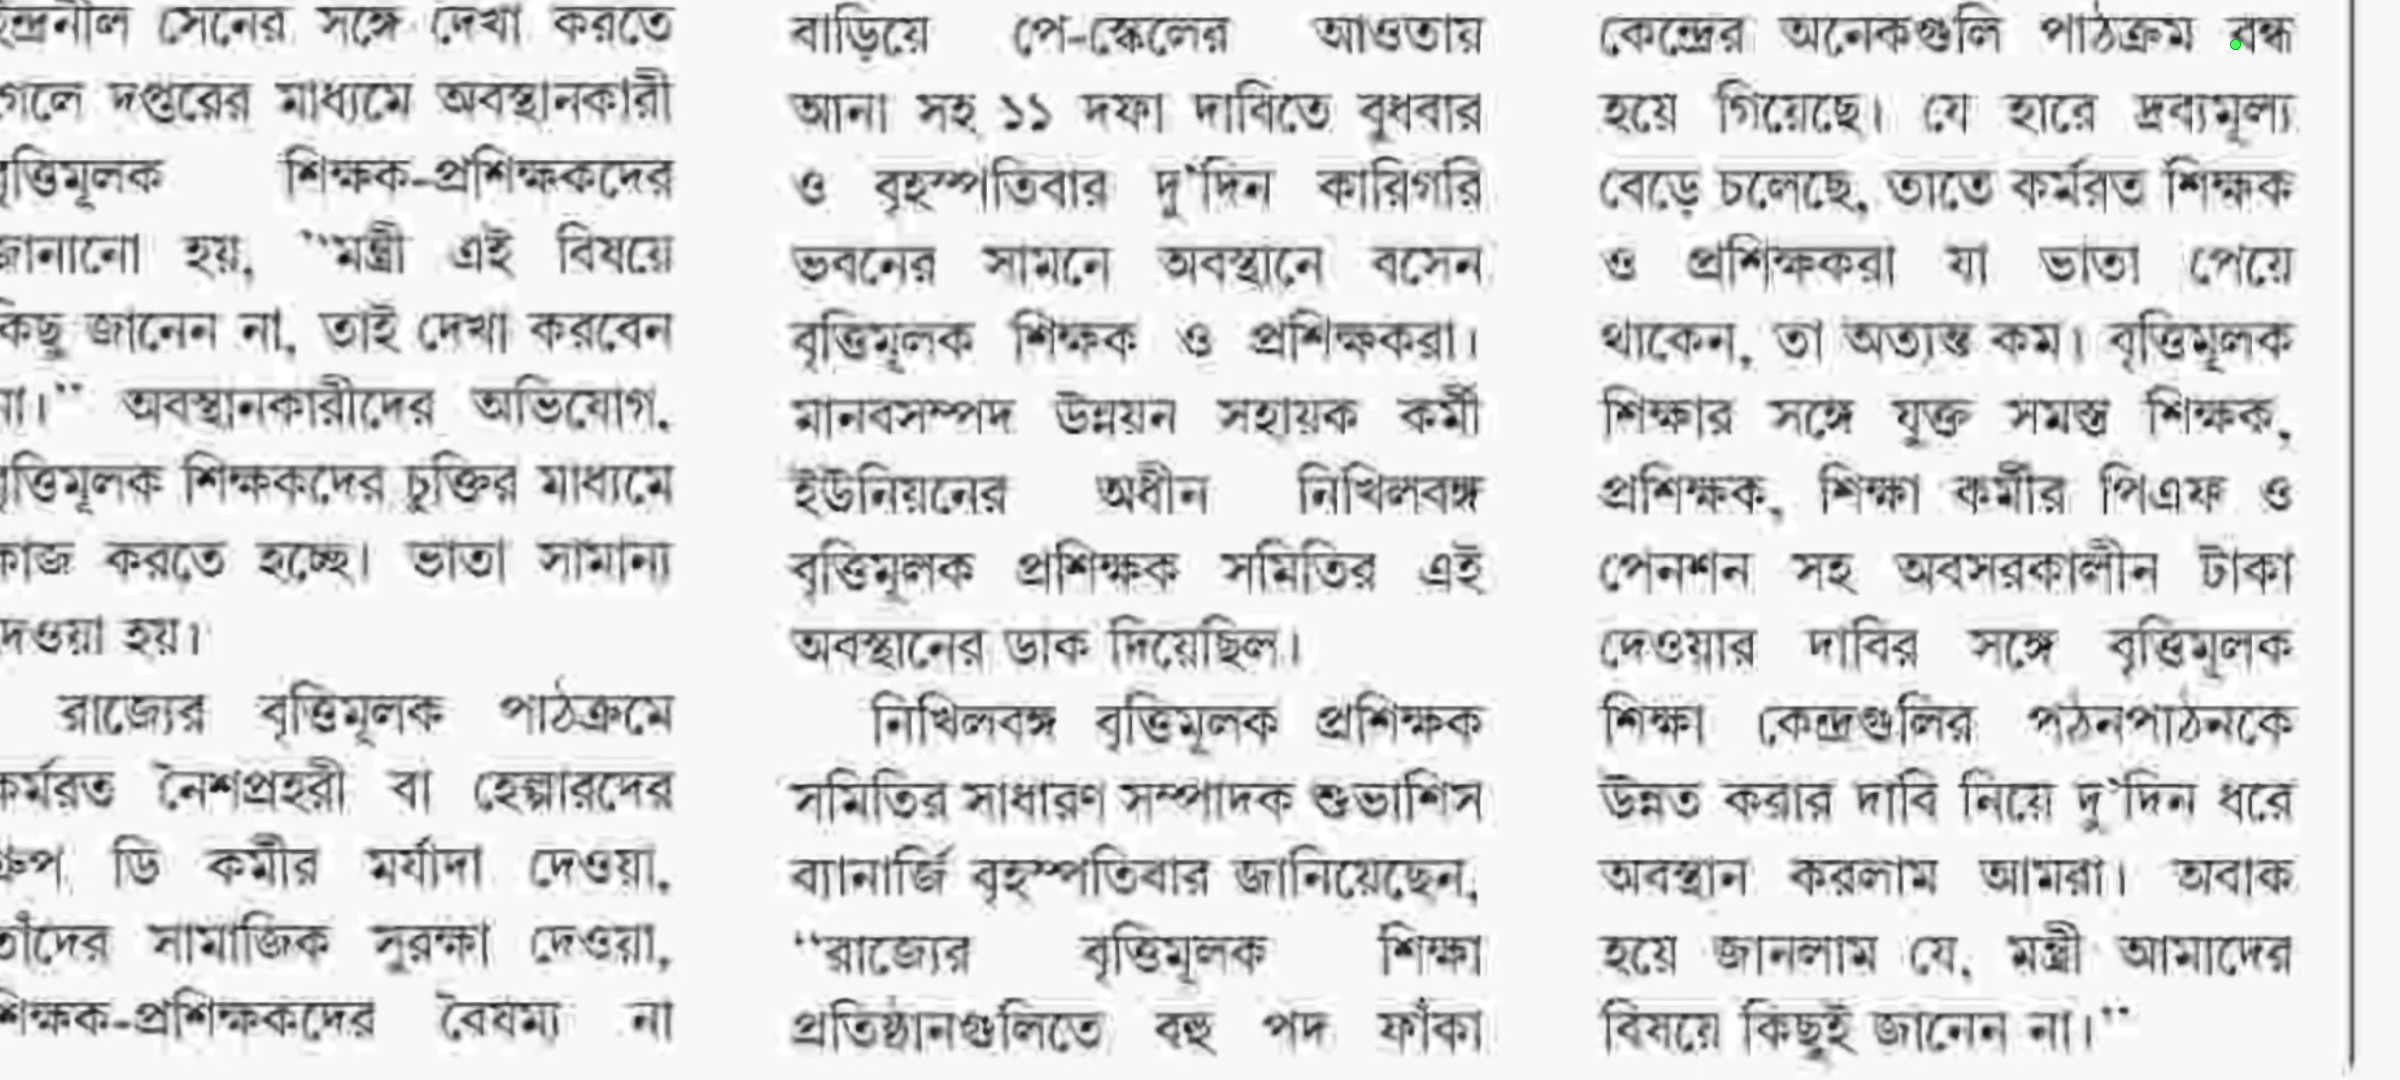 ইন্দ্রনীল সেনের সঙ্গে দেখা করতে
গেলে দপ্তরের মাধ্যমে অবস্থানকারী
বৃত্তিমূলক শিক্ষক-প্রশিক্ষকদের
জানানো হয়, “মন্ত্রী এই বিষয়ে
কিছু জানেন না, তাই দেখা করবেন
না।” অবস্থানকারীদের অভিযোগ,
বৃত্তিমূলক শিক্ষকদের চুক্তির মাধ্যমে
কাজ করতে হচ্ছে। ভাতা সামান্য
দেওয়া হয়।
রাজ্যের বৃত্তিমূলক পাঠক্রমে
কর্মরত নৈশপ্রহরী বা হেল্পারদের
গ্রুপ ডি কর্মীর মর্যাদা দেওয়া,
তাঁদের সামাজিক সুরক্ষা দেওয়া,
শিক্ষক-প্রশিক্ষকদের বৈষম্য না
বাড়িয়ে পে-স্কেলের আওতায়
আনা সহ ১১ দফা দাবিতে বুধবার
ও বৃহস্পতিবার দু’দিন কারিগরি
ভবনের সামনে অবস্থানে বসেন
বৃত্তিমূলক শিক্ষক ও প্রশিক্ষকরা।
মানবসম্পদ উন্নয়ন সহায়ক কর্মী
ইউনিয়নের অধীন নিখিলবঙ্গ
বৃত্তিমূলক প্রশিক্ষক সমিতির এই
অবস্থানের ডাক দিয়েছিল।
নিখিলবঙ্গ বৃত্তিমূলক প্রশিক্ষক
সমিতির সাধারণ সম্পাদক শুভাশিস
ব্যানার্জি বৃহস্পতিবার জানিয়েছেন,
“রাজ্যের বৃত্তিমূলক শিক্ষা
প্রতিষ্ঠানগুলিতে বহু পদ ফাঁকা
কেন্দ্রের অনেকগুলি পাঠক্রম বন্ধ
হয়ে গিয়েছে। যে হারে দ্রব্যমূল্য
বেড়ে চলেছে, তাতে কর্মরত শিক্ষক
ও প্রশিক্ষকরা যা ভাতা পেয়ে
থাকেন, তা অত্যন্ত কম। বৃত্তিমূলক
শিক্ষার সঙ্গে যুক্ত সমস্ত শিক্ষক,
প্রশিক্ষক, শিক্ষা কর্মীর পিএফ ও
পেনশন সহ অবসরকালীন টাকা
দেওয়ার দাবির সঙ্গে বৃত্তিমূলক
শিক্ষা কেন্দ্রগুলির পঠনপাঠনকে
উন্নত করার দাবি নিয়ে দু’দিন ধরে
অবস্থান করলাম আমরা। অবাক
হয়ে জানলাম যে, মন্ত্রী আমাদের
বিষয়ে কিছুই জানেন না।”